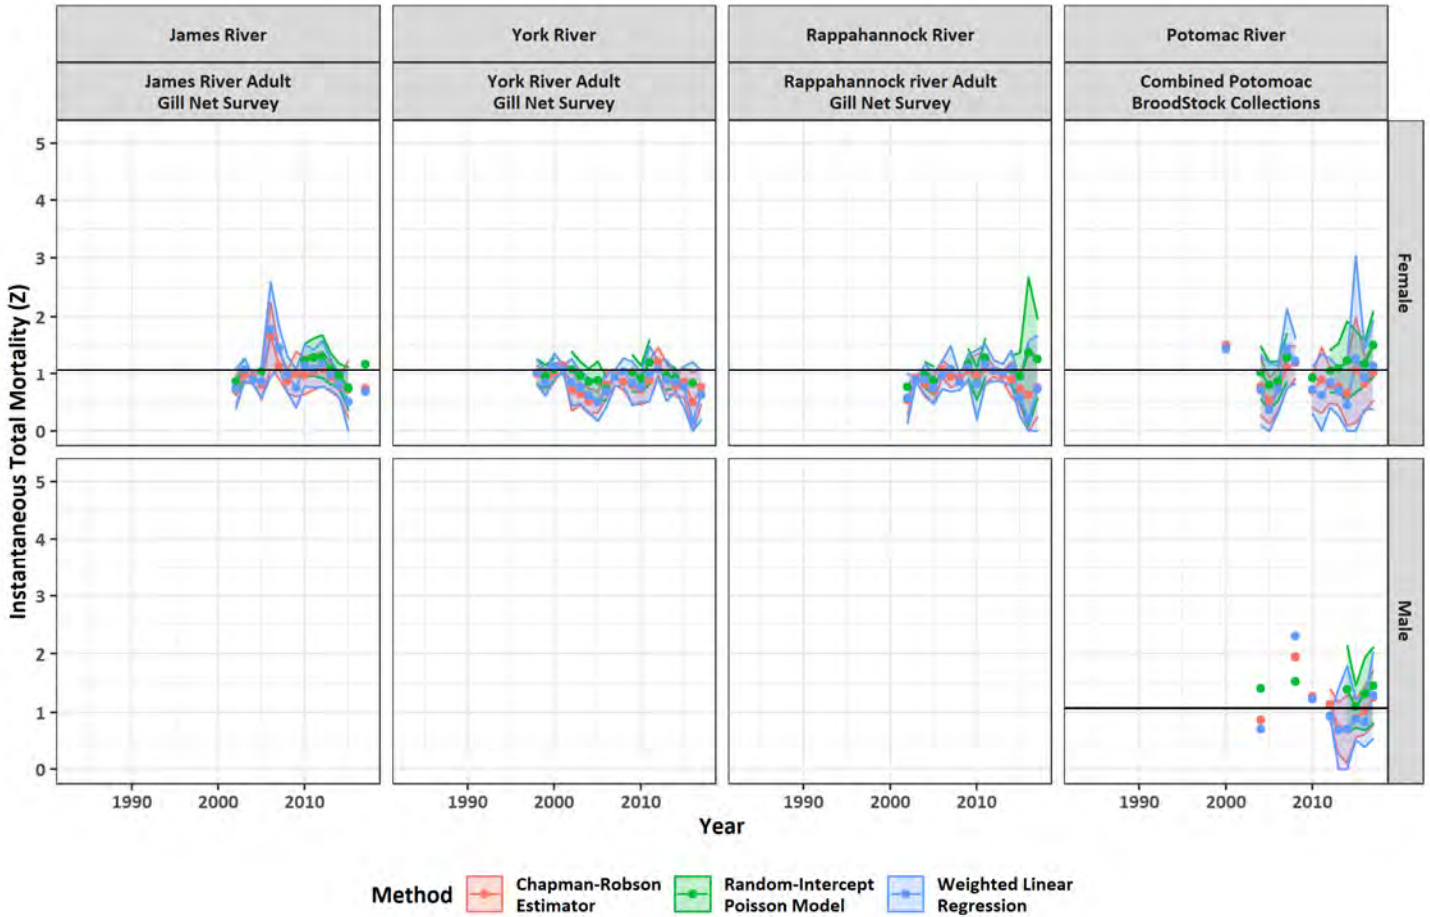 James River
York River
Rappahannock River
Potomac River
James River Adult
Gill Net Survey
York River Adult
Gill Net Survey
Rappahannock river Adult
Gill Net Survey
Combined Potomoac
BroodStock Collections
Instantaneous Total Mortality (Z)
5
4
3
2
1
0
Female
5
4
3
2
1
0
Male
1990
2000
2010
1990
2000
2010
1990
2000
2010
1990
2000
2010
Year
Method
Chapman-Robson
Estimator
Random-Intercept
Poisson Model
Weighted Linear
Regression